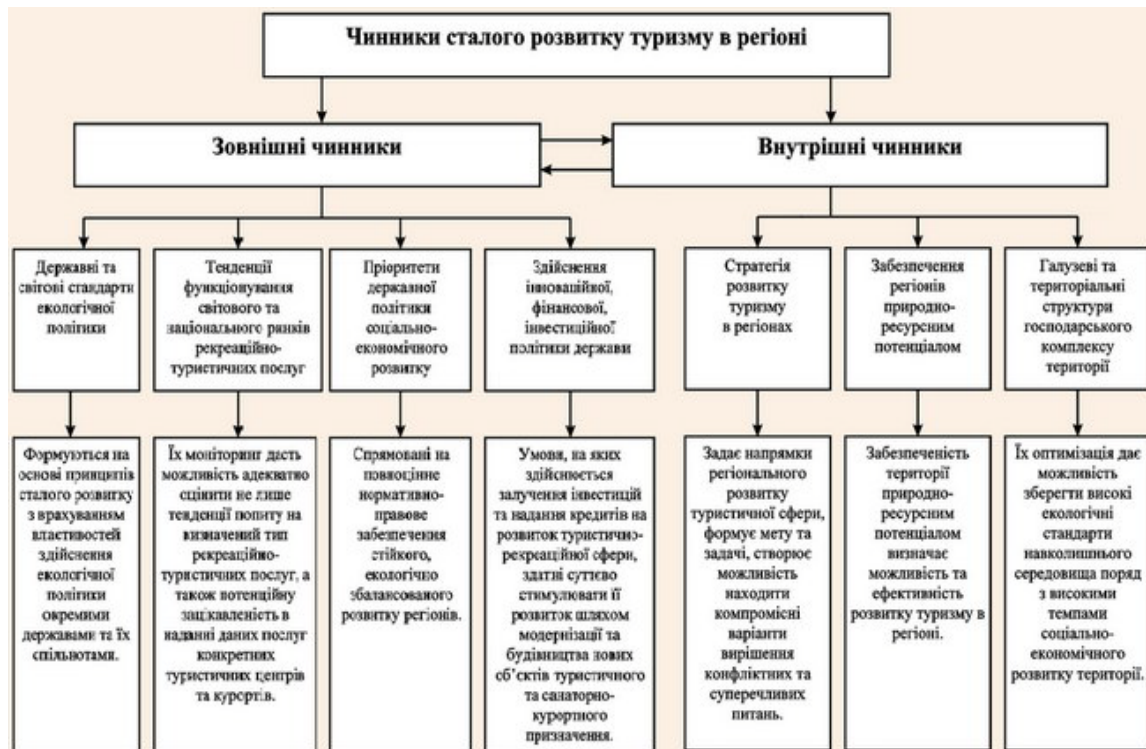 Чинники сталого розвитку туризму в регіоні
Зовнішні чинники
Внутрішні чинники
Державні та
світові стандарти
екологічної
політики
Тенденції
функціонування
світового та
національного ринків
рекреаційно-
туристичних послуг
Пріоритети
державної
політики
соціально-
економічного
розвитку
Здійснення
інноваційної,
фінансової,
інвестиційної
політики держави
Стратегія
розвитку
туризму
в регіонах
Забезпечення
регіонів
природно-
ресурсним
потенціалом
Галузеві та
територіальні
структури
господарського
комплексу
території
Формуються на
основі принципів
сталого розвитку
з врахуванням
властивостей
здійснення
екологічної
політики
окремими
державами та їх
спільнотами.
Їх моніторинг дасть
можливість адекватно
оцінити не лише
тенденції попиту на
визначений тип
рекреаційно-
туристичних послуг, а
також потенційну
зацікавленість в
наданні даних послуг
конкретних
туристичних центрів
та курортів.
Спрямовані на
повноцінне
нормативно-
правове
забезпечення
стійкого,
екологічно
збалансованого
розвитку регіонів.
Умови, на яких
здійснюється
залучення інвестицій
та надання кредитів на
розвиток туристично-
рекреаційної сфери,
здатні суттєво
стимулювати її
розвиток шляхом
модернізації та
будівництва нових
об'єктів туристичного
та санаторно-
курортного
призначення.
Задає напрямки
регіонального
розвитку
туристичної сфери,
формує мету та
задачі, створює
можливість
находити
компромісні
варіанти
вирішення
конфліктних та
суперечливих
питань.
Забезпеченість
території
природно-
ресурсним
потенціалом
визначає
можливість та
ефективність
розвитку туризму в
регіоні.
Їх оптимізація дає
можливість
зберегти високі
екологічні
стандарти
навколишнього
середовища поряд
з високими
темпами
соціально-
економічного
розвитку території.